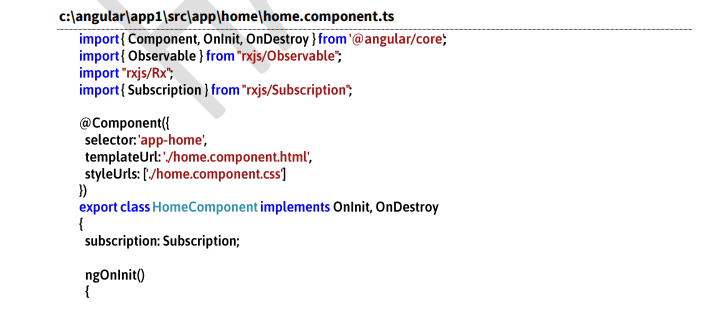 c:\angular\app1\src\app\home\home.component.ts
import { Component, OnInit, OnDestroy } from '@angular/core';
import { Observable } from "rxjs/Observable";
import "rxjs/Rx";
import { Subscription } from "rxjs/Subscription";
@Component({
selector: 'app-home',
templateUrl: './home.component.html',
styleUrls: ['./home.component.css']
})
export class HomeComponent implements OnInit, OnDestroy
{
subscription: Subscription;
ngOnInit()
{